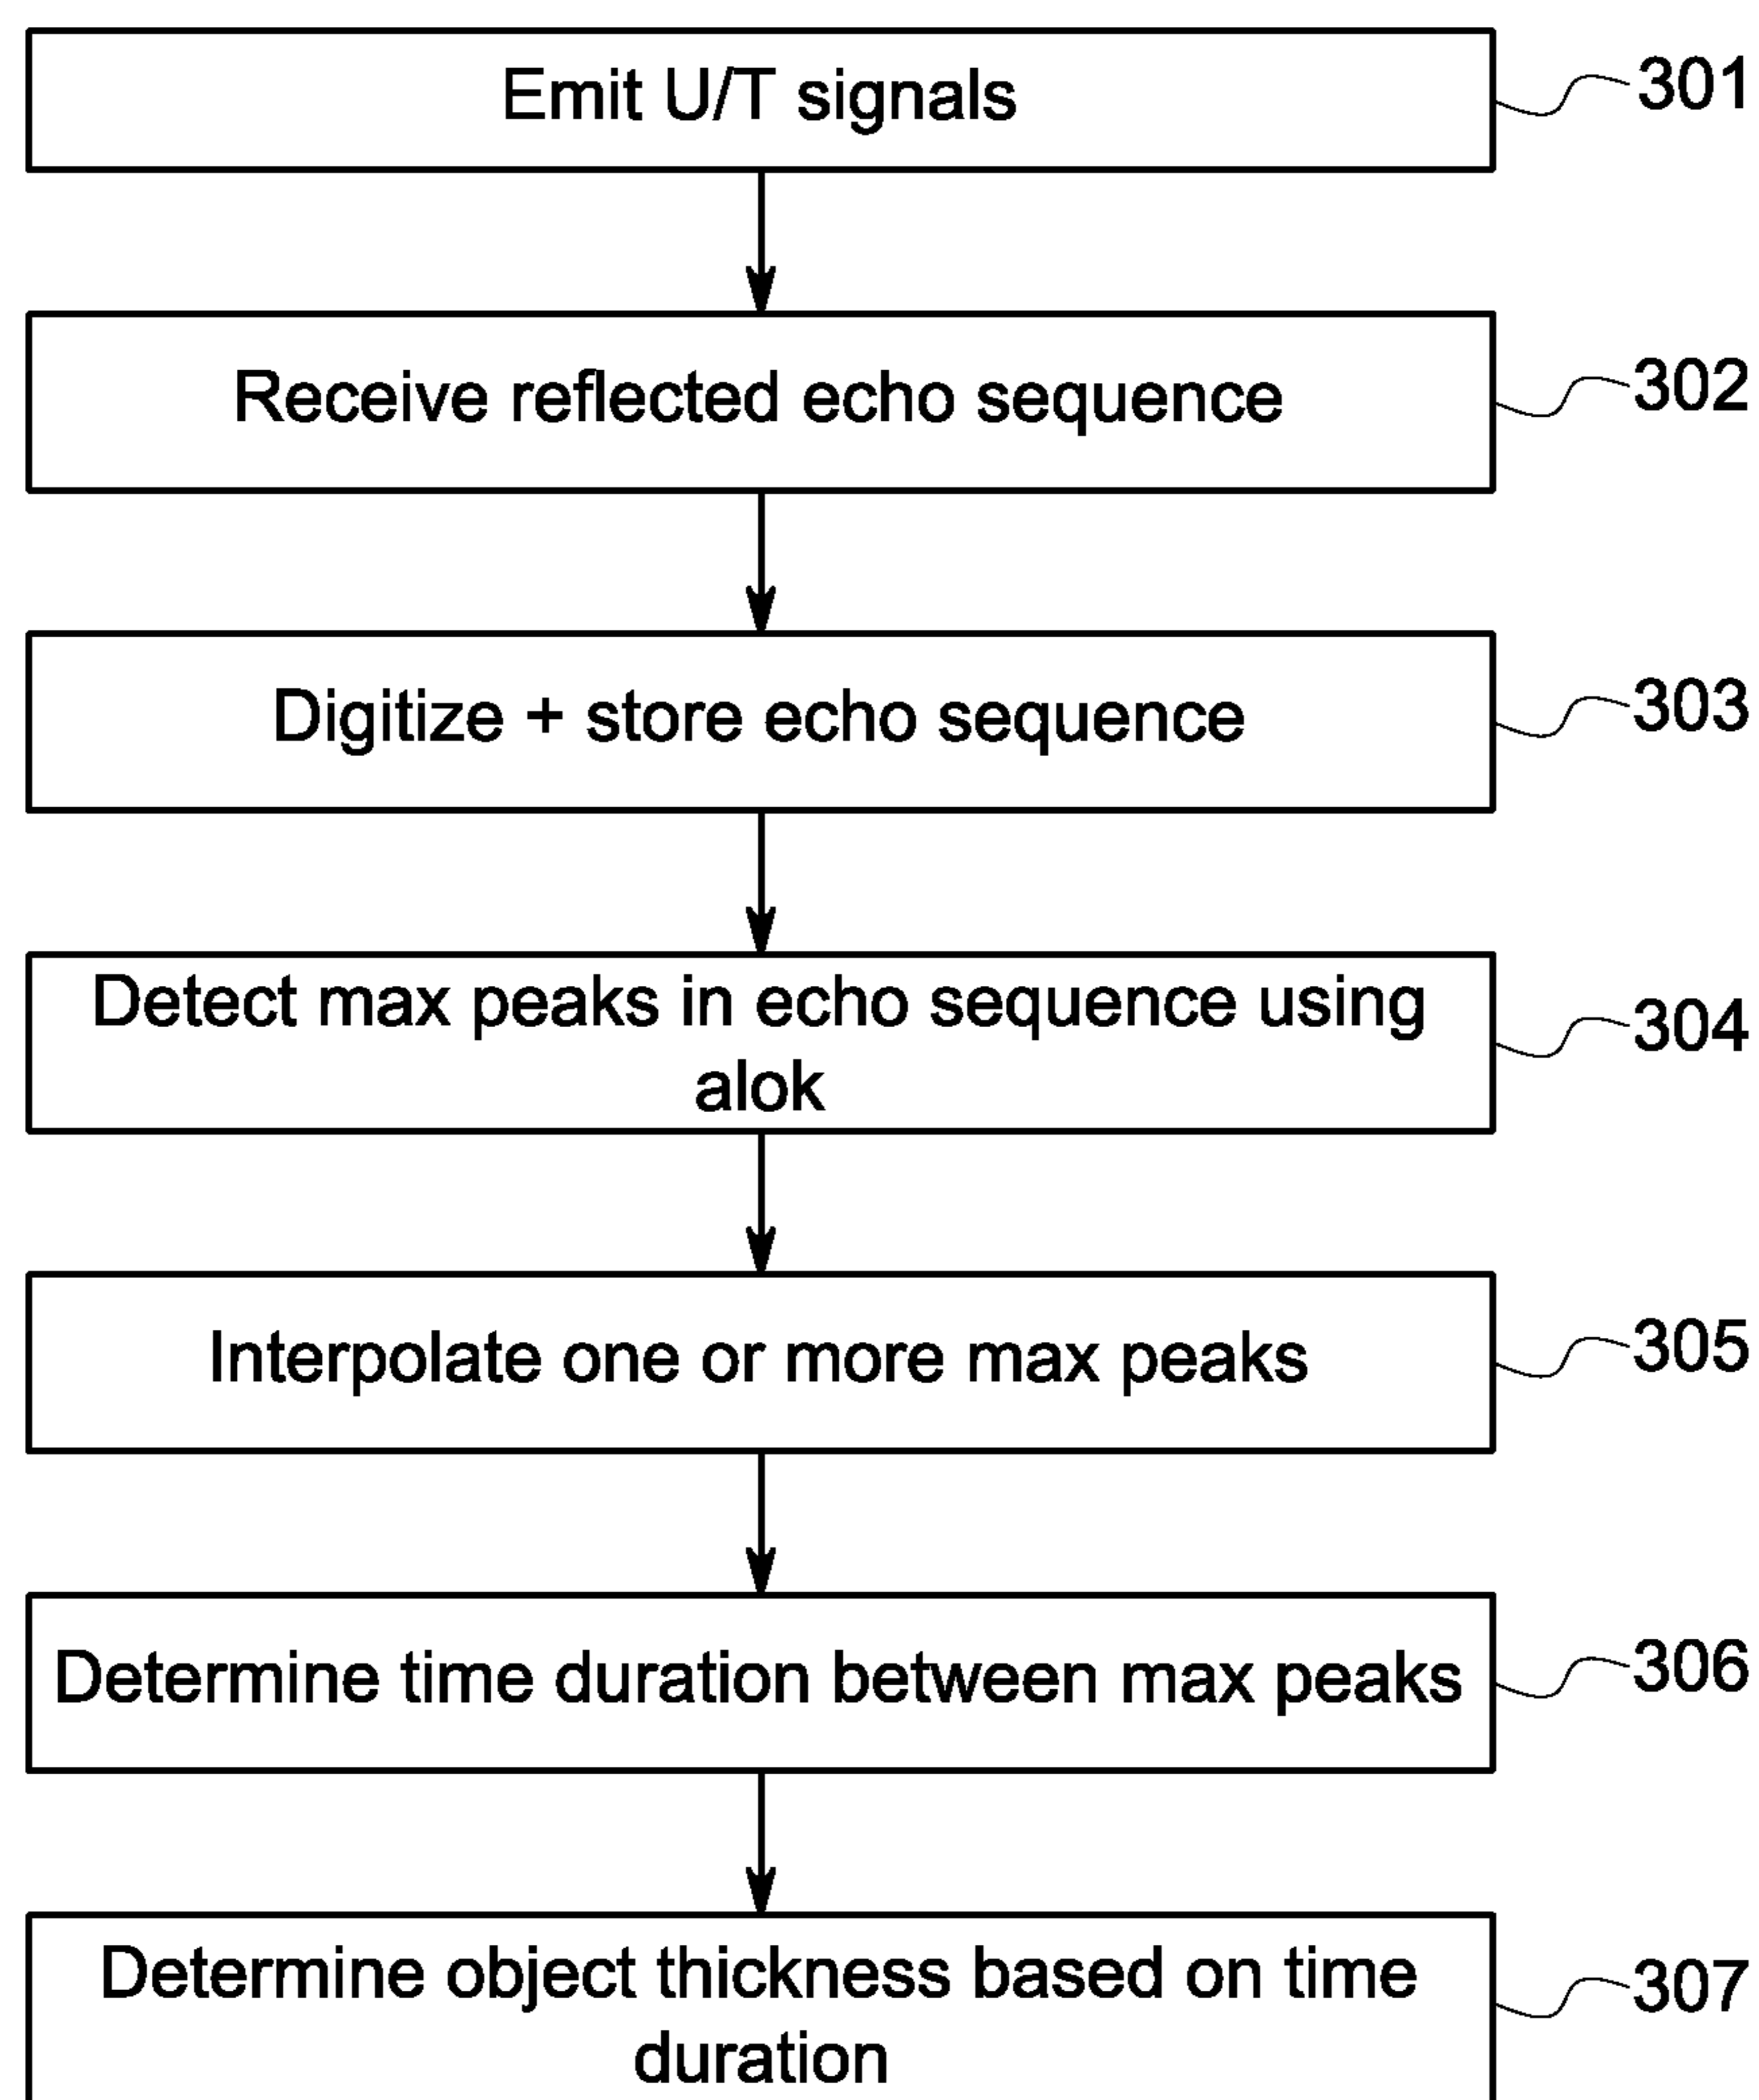 Emit U/T signals
301
Receive reflected echo sequence
302
Digitize + store echo sequence
303
Detect max peaks in echo sequence using
alok
304
Interpolate one or more max peaks
305
Determine time duration between max peaks
306
Determine object thickness based on time
duration
307